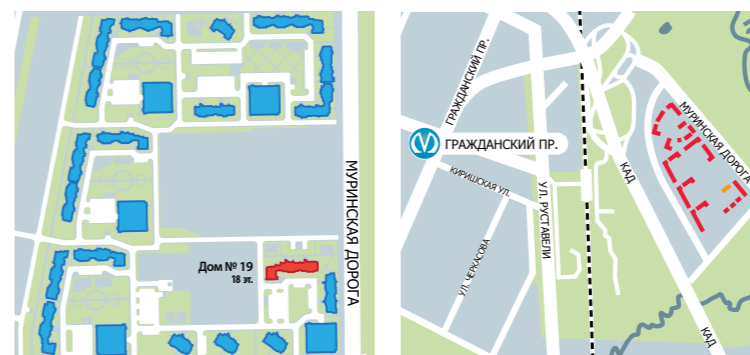 МУРИНСКАЯ ДОРОГА
Дом № 19
18 эт.
ГРАЖДАНСКИЙ ПР.
ГРАЖДАНСКИЙ ПР.
КИРИШСКАЯ УЛ.
УЛ. ЧЕРКАСОВА
УЛ. РУСТАВЕЛИ
КАД
КАД
МУРИНСКАЯ ДОРОГА